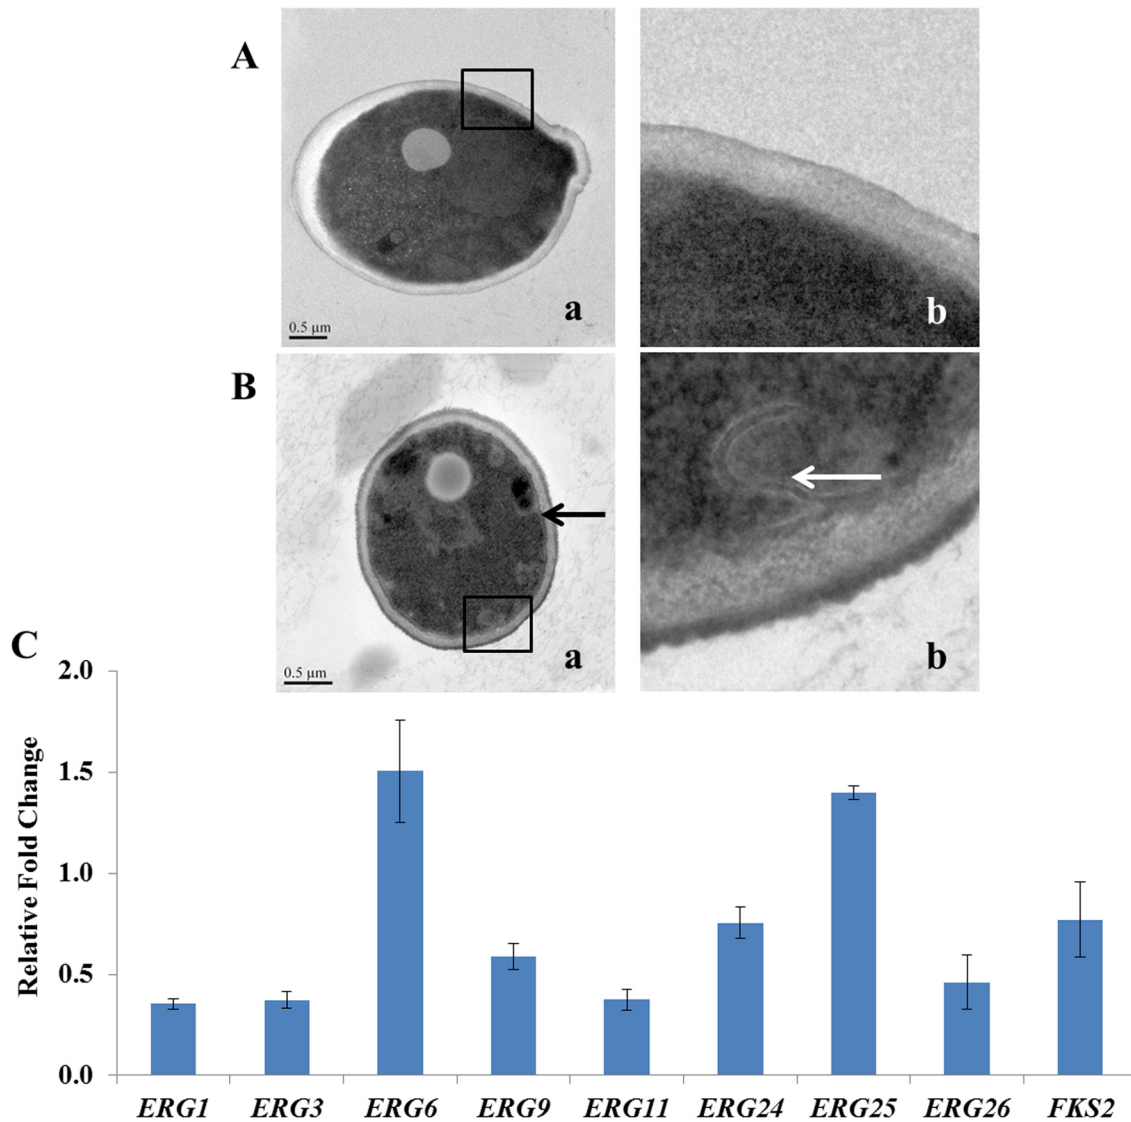 A
a
0.5 µm
b
B
a
0.5 µm
b
C
Relative Fold Change
2.0
1.5
1.0
0.5
0.0
ERG1 ERG3 ERG6 ERG9 ERG11 ERG24 ERG25 ERG26 FKS2